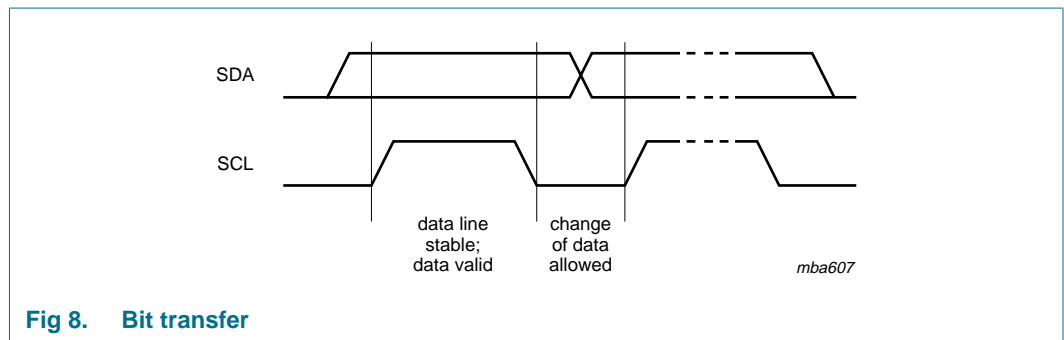 SDA
SCL
data line
stable;
data valid
change
of data
allowed
mba607
Fig 8. Bit transfer